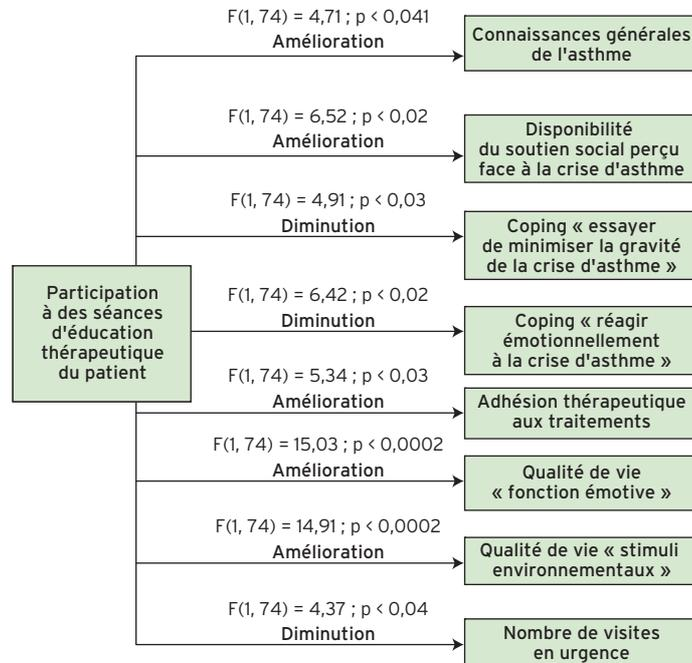 F(1, 74) = 4,71 ; p < 0,041
Amélioration
Connaissances générales
de l'asthme
F(1, 74) = 6,52 ; p < 0,02
Amélioration
Disponibilité
du soutien social perçu
face à la crise d'asthme
F(1, 74) = 4,91 ; p < 0,03
Diminution
Coping « essayer
de minimiser la gravité
de la crise d'asthme »
Participation
à des séances
d'éducation
thérapeutique
du patient
F(1, 74) = 6,42 ; p < 0,02
Diminution
Coping « réagir
émotionnellement
à la crise d'asthme »
F(1, 74) = 5,34 ; p < 0,03
Amélioration
Adhésion thérapeutique
aux traitements
F(1, 74) = 15,03 ; p < 0,0002
Amélioration
Qualité de vie
« fonction émotive »
F(1, 74) = 14,91 ; p < 0,0002
Amélioration
Qualité de vie « stimuli
environnementaux »
F(1, 74) = 4,37 ; p < 0,04
Diminution
Nombre de visites
en urgence